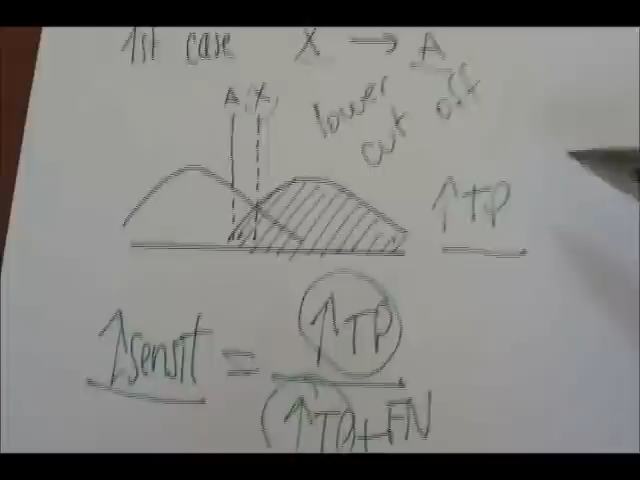 1st case X → A
lower
cut off
A X
↑TP
↑sensit = ↑TP
↑TP+FN